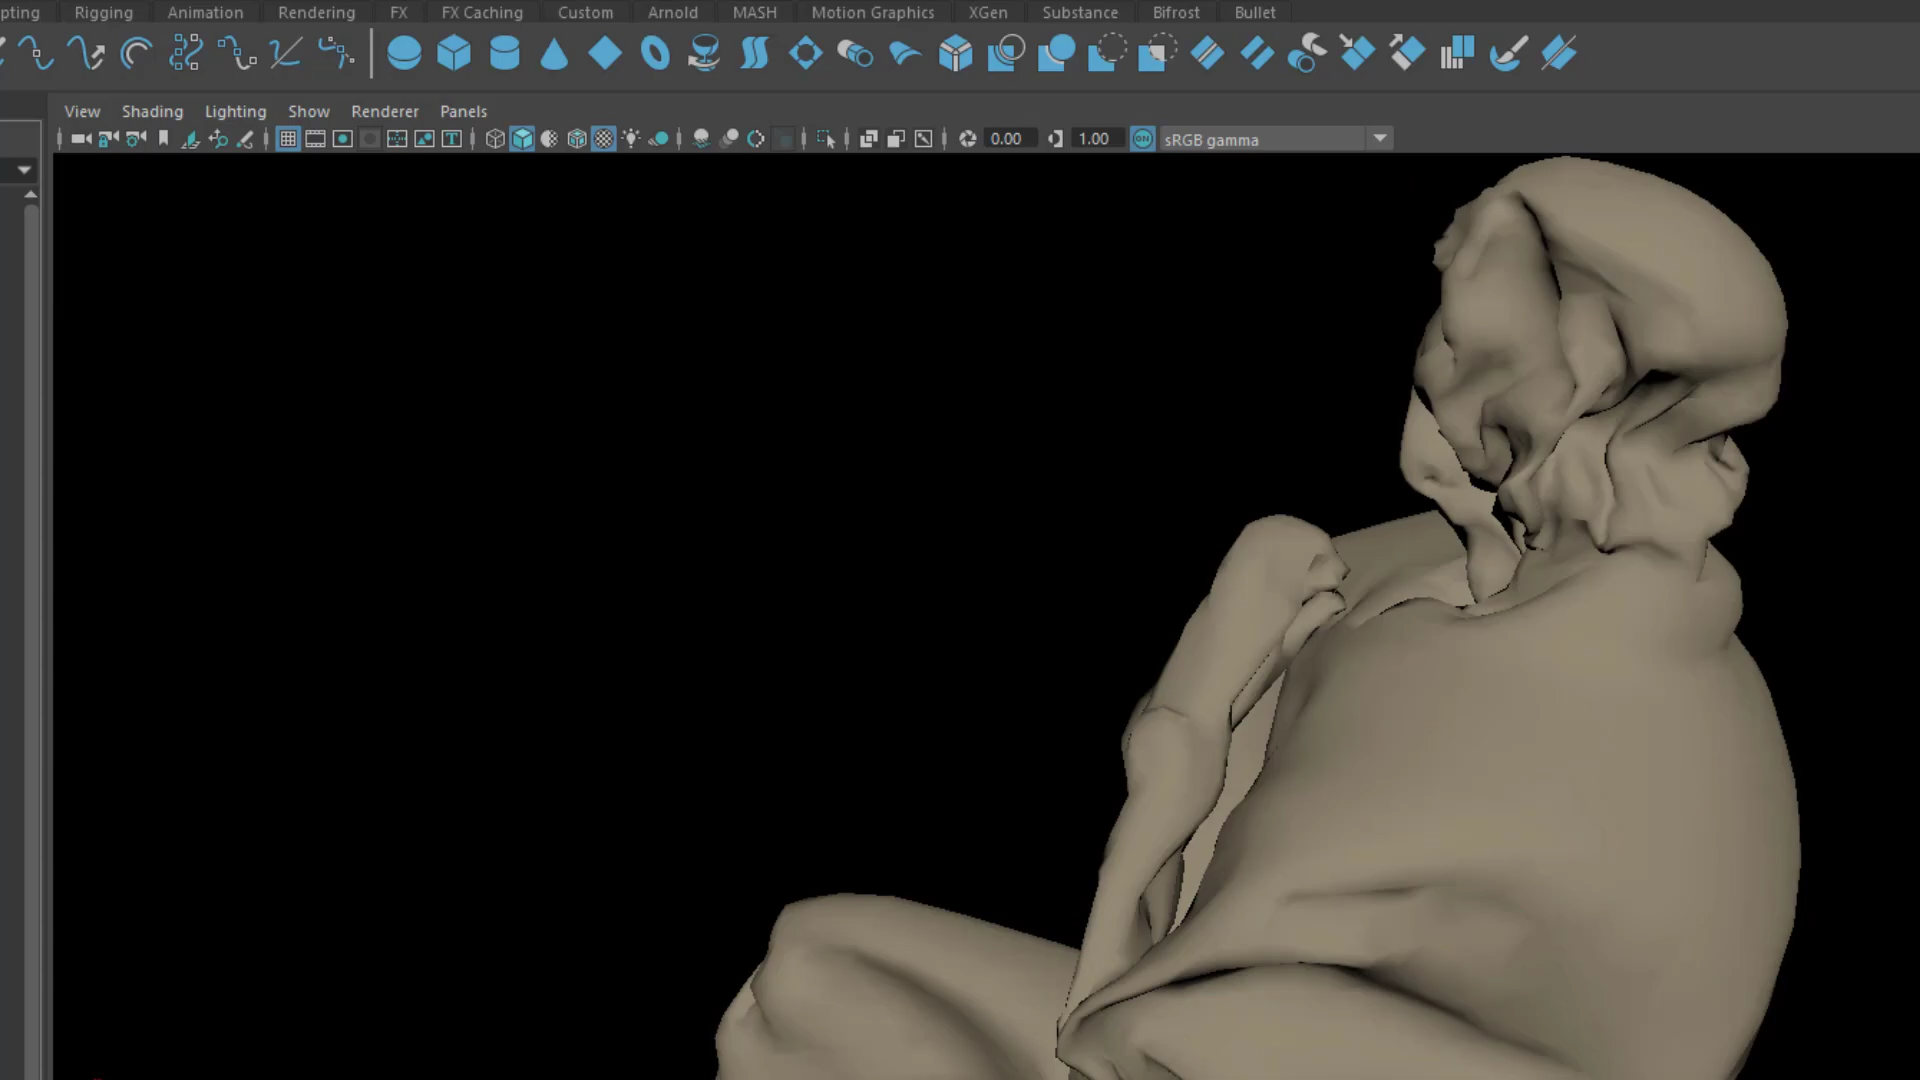 pting Rigging Animation Rendering FX FX Caching Custom Arnold MASH Motion Graphics XGen Substance Bifrost Bullet
View Shading Lighting Show Renderer Panels
T 0.00 1.00 ON sRGB gamma